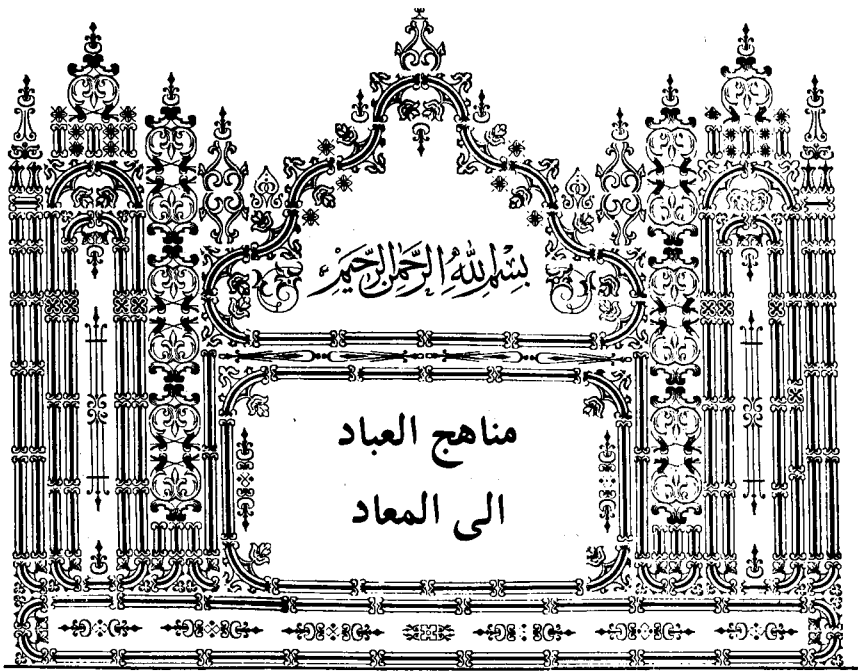 بسم الله الرحمن الرحيم
مناهج العباد
الى المعاد